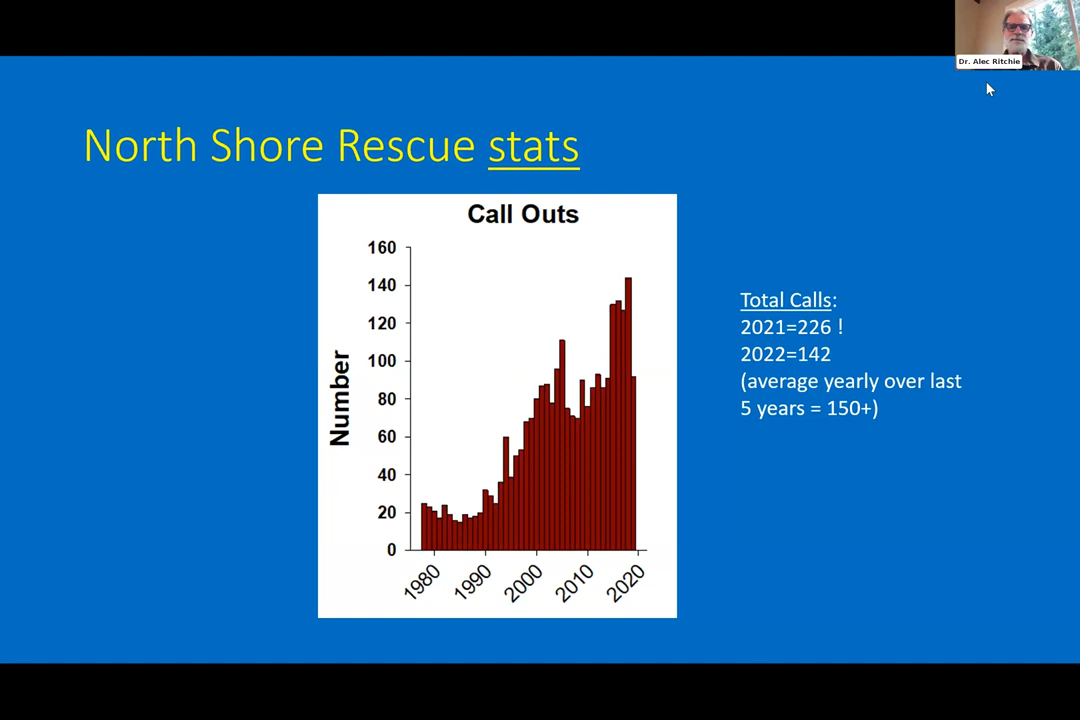 Dr. Alec Ritchie
North Shore Rescue stats
Call Outs
160
140
120
100
80
60
40
20
0
Number
1980
1990
2000
2010
2020
Total Calls:
2021=226 !
2022=142
(average yearly over last
5 years = 150+)